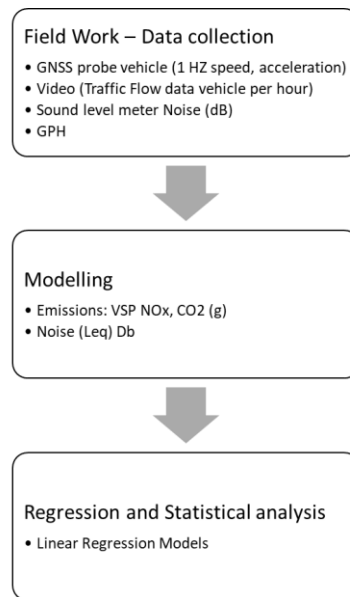 Field Work – Data collection
• GNSS probe vehicle (1 HZ speed, acceleration)
• Video (Traffic Flow data vehicle per hour)
• Sound level meter Noise (dB)
• GPH
Modelling
• Emissions: VSP NOx, CO2 (g)
• Noise (Leq) Db
Regression and Statistical analysis
• Linear Regression Models